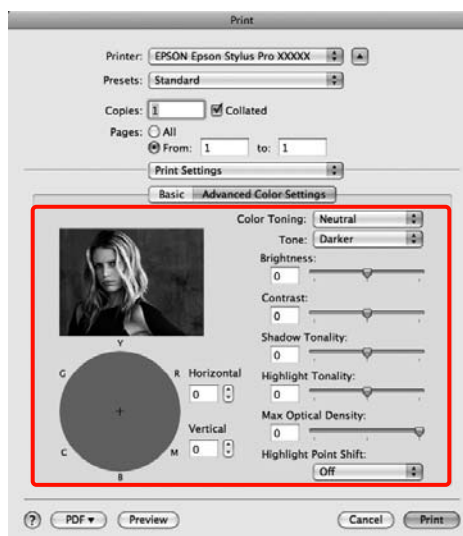 Print
Printer: EPSON Epson Stylus Pro XXXXX
Presets: Standard
Copies: 1 Collated
Pages: All
From: 1 to: 1
Print Settings
Basic Advanced Color Settings
Color Toning: Neutral
Tone: Darker
Brightness:
0
Contrast:
0
Shadow Tonality:
0
Highlight Tonality:
0
Max Optical Density:
0
Highlight Point Shift:
Off
Y
G R
C M
B
Horizontal
0
Vertical
0
? PDF Preview Cancel Print